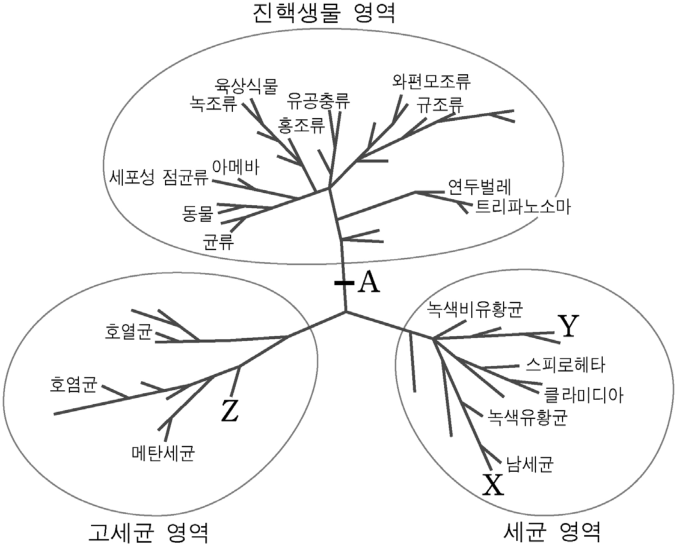 진핵생물 영역
육상식물
녹조류
유공충류
홍조류
와편모조류
규조류
아메바
세포성 점균류
동물
균류
연두벌레
트리파노소마
A
호열균
호염균
Z
메탄세균
고세균 영역
녹색비유황균
Y
스피로헤타
클라미디아
녹색유황균
남세균
X
세균 영역